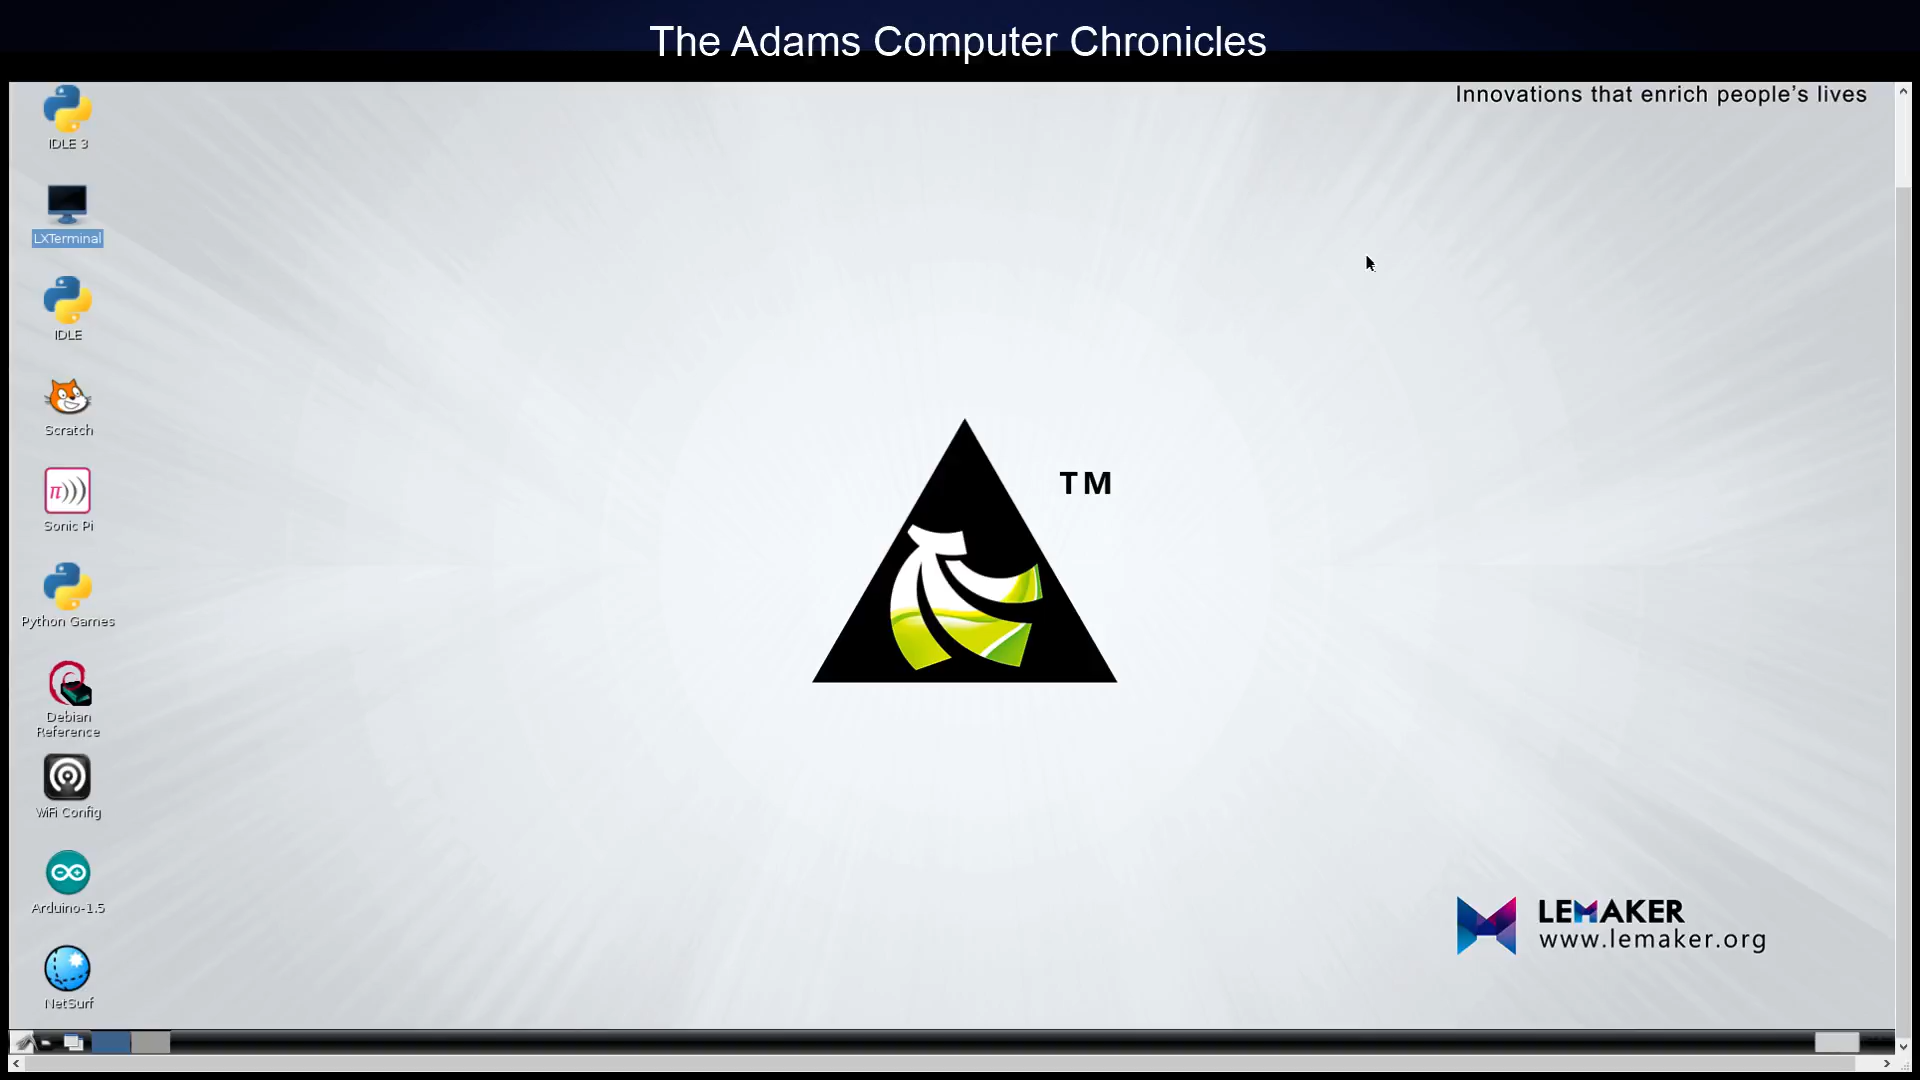 The Adams Computer Chronicles
Innovations that enrich people's lives
IDLE 3
LXTerminal
IDLE
Scratch
π)))
Sonic Pi
Python Games
Debian
Reference
WiFi Config
Arduino-1.5
NetSurf
TM
LEMAKER
www.lemaker.org